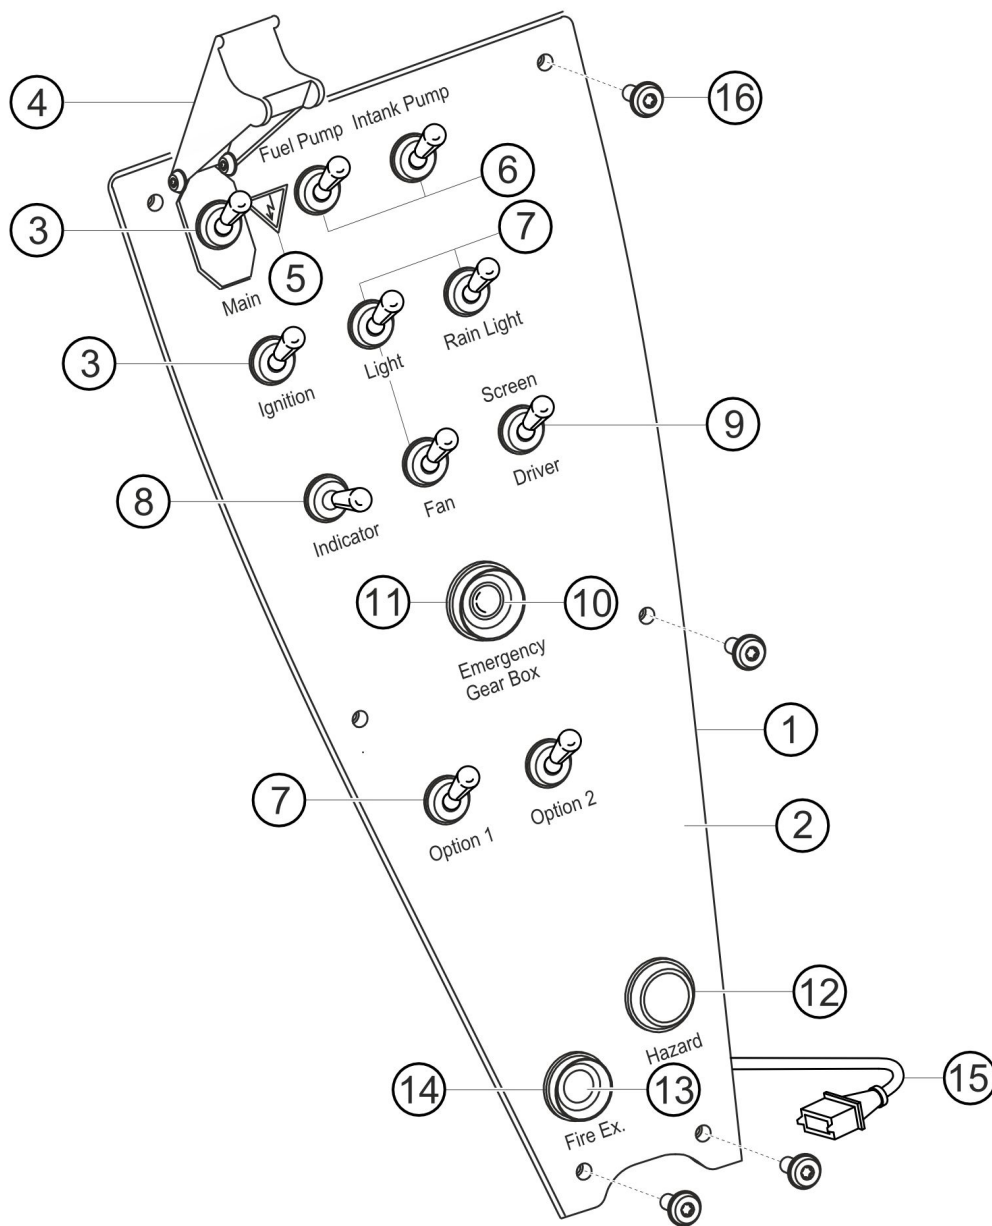 4
16
Fuel Pump
Intank Pump
6
3
5
7
Main
Rain Light
Light
3
Ignition
Screen
9
Driver
8
Fan
Indicator
11
10
Emergency
Gear Box
1
7
Option 2
2
Option 1
12
Hazard
14
13
15
Fire Ex.